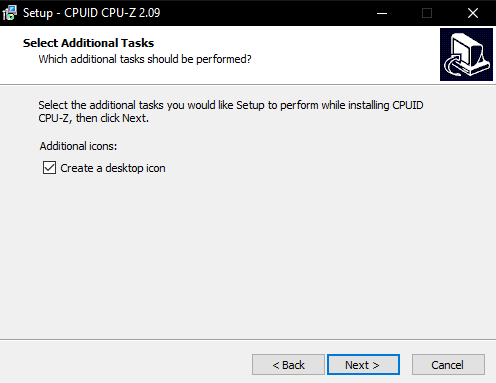 Setup - CPUID CPU-Z 2.09
Select Additional Tasks
Which additional tasks should be performed?
Select the additional tasks you would like Setup to perform while installing CPUID
CPU-Z, then click Next.
Additional icons:
Create a desktop icon
< Back
Next >
Cancel